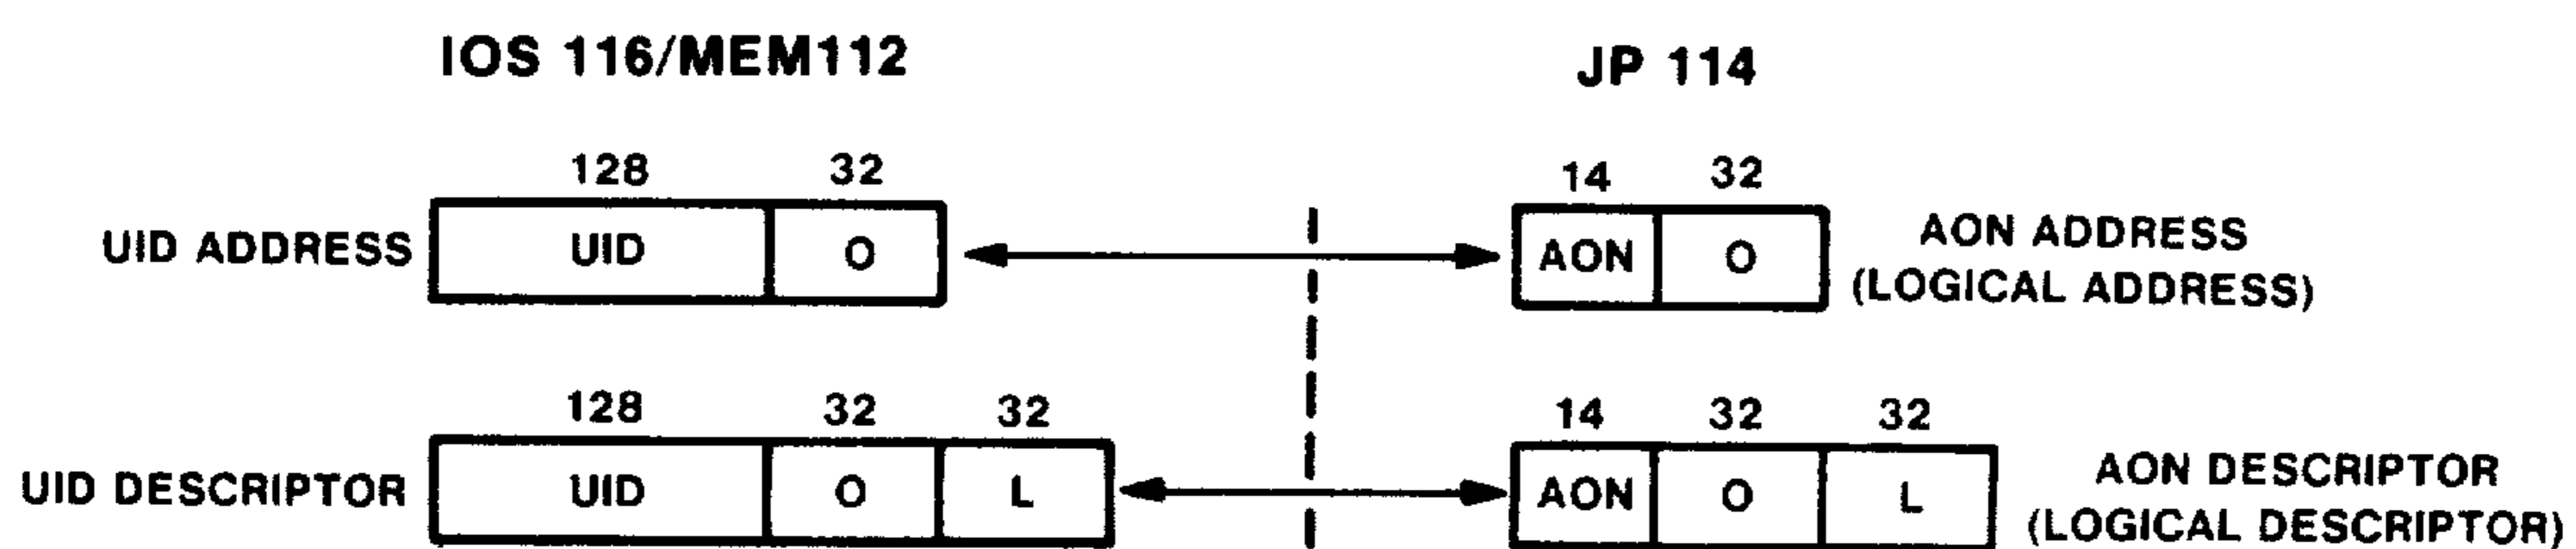 IOS 116/MEM112
JP 114
128 32
14 32
UID ADDRESS UID O
AON O AON ADDRESS
(LOGICAL ADDRESS)
128 32 32
14 32 32
UID DESCRIPTOR UID O L
AON O L AON DESCRIPTOR
(LOGICAL DESCRIPTOR)